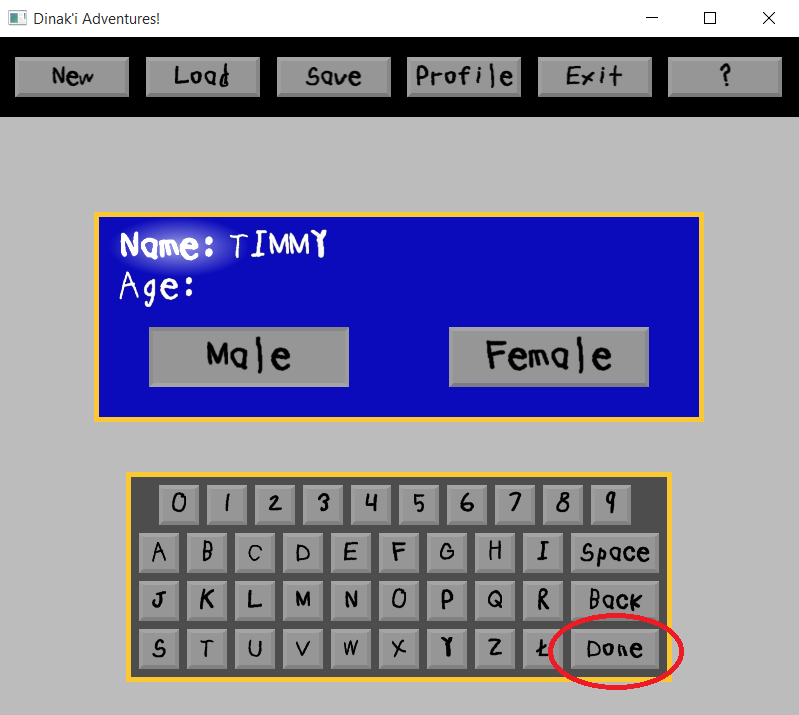 Dinak'i Adventures!
New Load Save Profile Exit ?
Name: TIMMY
Age:
Male Female
0 1 2 3 4 5 6 7 8 9
A B C D E F G H I Space
J K L M N O P Q R Back
S T U V W X Y Z Ł Done